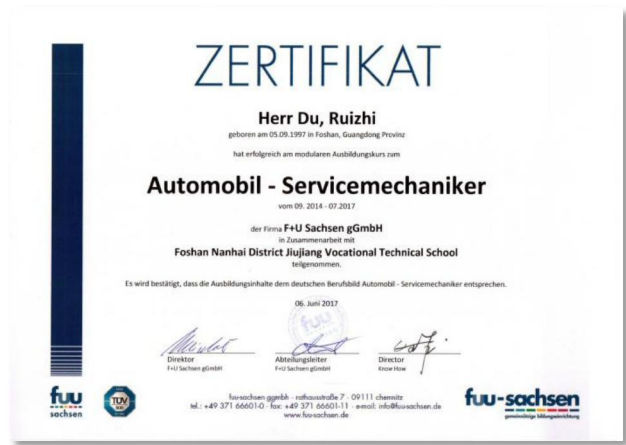 ZERTIFIKAT
Herr Du, Ruizhi
geboren am 05.09.1997 in Foshan, Guangdong Provinz
hat erfolgreich am modularen Ausbildungskurs zum
Automobil - Servicemechaniker
vom 09. 2014 - 07.2017
der Firma F+U Sachsen gGmbH
in Zusammenarbeit mit
Foshan Nanhai District Jiujiang Vocational Technical School
teilgenommen.
Es wird bestätigt, dass die Ausbildungsinhalte dem deutschen Berufsbild Automobil - Servicemechaniker entsprechen.
06. Juni 2017
fuu
Direktor
F+U Sachsen gGmbH
Abteilungsleiter
F+U Sachsen gGmbH
Director
Know How
fuu
sachsen
TÜV
fuu-sachsen ggmbh · rathausstraße 7 · 09111 chemnitz
tel.: +49 371 66601-0 · fax: +49 371 66601-11 · e-mail: info@fuu-sachsen.de
www.fuu-sachsen.de
fuu-sachsen
gemeinnützige bildungseinrichtung